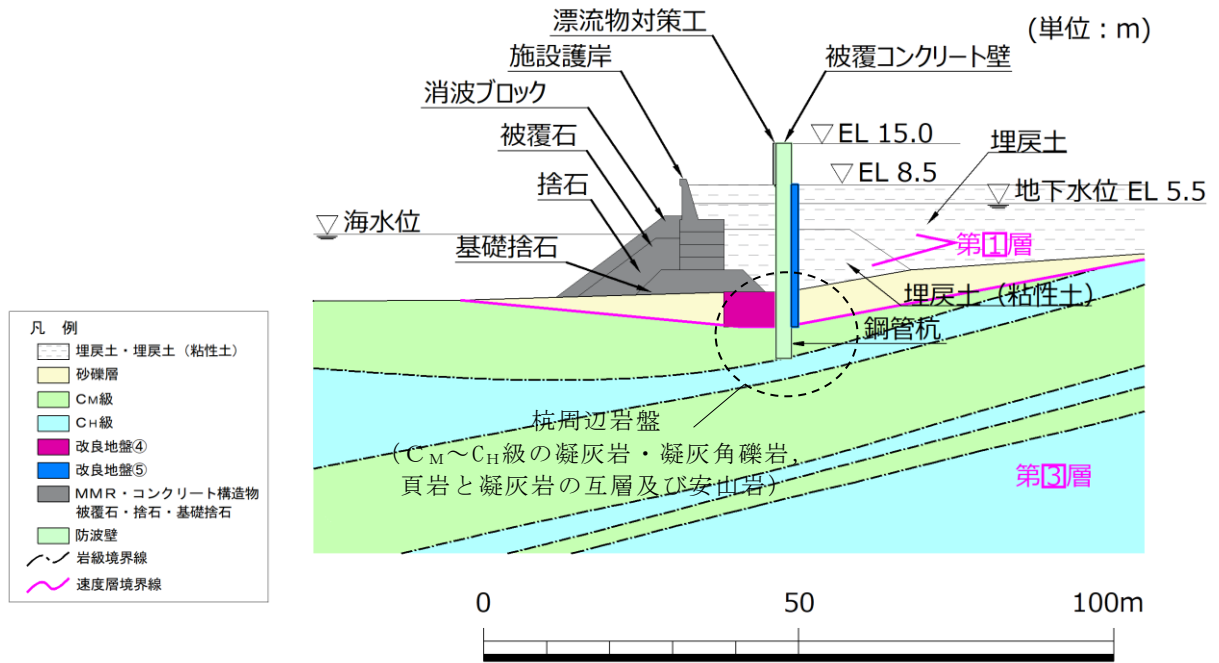 漂流物対策工
(単位:m)
施設護岸
被覆コンクリート壁
消波ブロック
被覆石
捨石
基礎捨石
EL 15.0
EL 8.5
埋戻土
地下水位 EL 5.5
海水位
第1層
埋戻土(粘性土)
鋼管杭
杭周辺岩盤
(CM~CH級の凝灰岩・凝灰角礫岩,
頁岩と凝灰岩の互層及び安山岩)
第3層
凡 例
埋戻土・埋戻土(粘性土)
砂礫層
CM級
CH級
改良地盤④
改良地盤⑤
MMR・コンクリート構造物
被覆石・捨石・基礎捨石
防波壁
岩級境界線
速度層境界線
0
50
100m